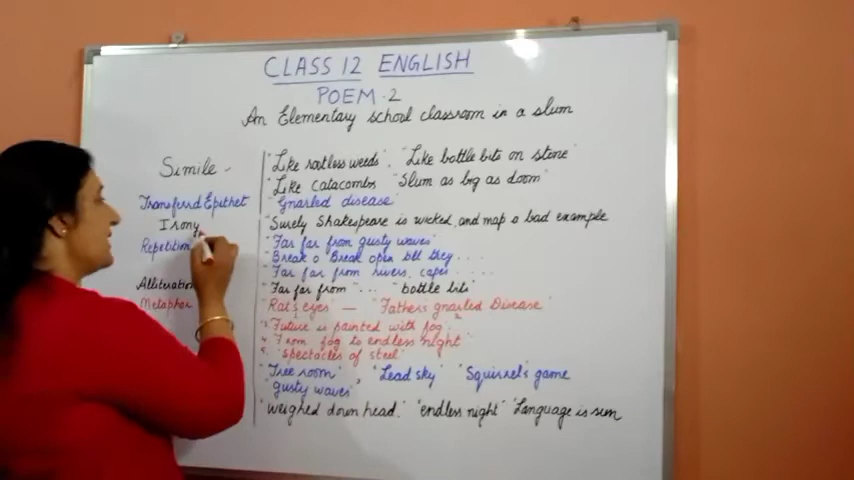 CLASS 12 ENGLISH
POEM-2
An Elementary school classroom in a slum
Simile - "Like rootless weeds". "Like bottle bits on stone"
"Like catacombs "Slum as big as doom"
Transferrd Epithet "Gnarled disease"
Irony "Surely Shakespeare is wicked, and map a bad example
Repetition "Far far from gusty waves"
"Break o Break open till they ....
"Far far from rivers, capes ....
Alliteration "Far far from "... "bottle bits"
Metaphor "Rat's eyes" — "Father's gnarled Disease"
"Future is painted with fog.
4. "From fog to endless night"
5. "spectacles of steel"
"Tree room" "Lead sky" "Squirrel's game
"gusty waves"
"weighed down head." "endless night" "Language is sun